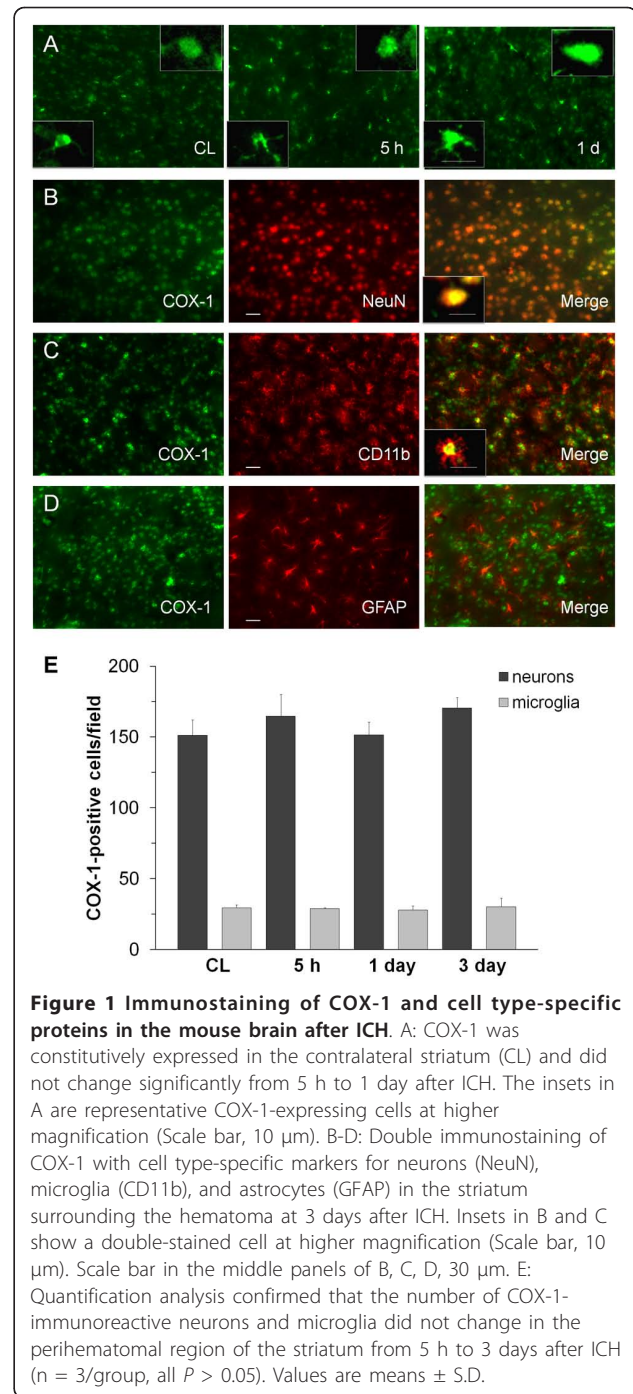 A
CL
5 h
1 d
B
COX-1
NeuN
Merge
C
COX-1
CD11b
Merge
D
COX-1
GFAP
Merge
E
200
150
100
50
0
COX-1-positive cells/field
neurons
microglia
CL
5 h
1 day
3 day
Figure 1 Immunostaining of COX-1 and cell type-specific
proteins in the mouse brain after ICH. A: COX-1 was
constitutively expressed in the contralateral striatum (CL) and did
not change significantly from 5 h to 1 day after ICH. The insets in
A are representative COX-1-expressing cells at higher
magnification (Scale bar, 10 μm). B-D: Double immunostaining of
COX-1 with cell type-specific markers for neurons (NeuN),
microglia (CD11b), and astrocytes (GFAP) in the striatum
surrounding the hematoma at 3 days after ICH. Insets in B and C
show a double-stained cell at higher magnification (Scale bar, 10
μm). Scale bar in the middle panels of B, C, D, 30 μm. E:
Quantification analysis confirmed that the number of COX-1-
immunoreactive neurons and microglia did not change in the
perihematomal region of the striatum from 5 h to 3 days after ICH
(n = 3/group, all P > 0.05). Values are means ± S.D.